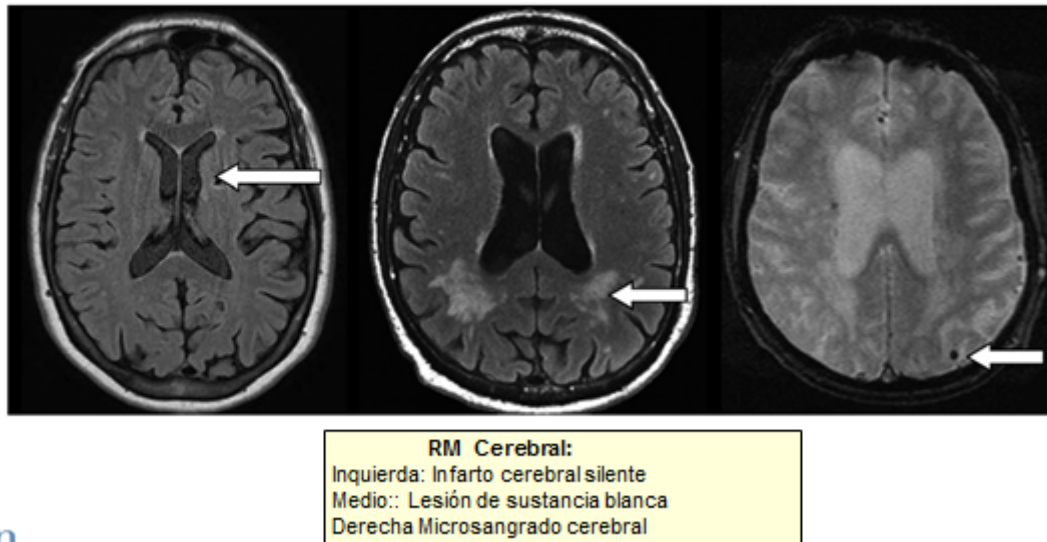 RM Cerebral:
Inquierda: Infarto cerebral silente
Medio:: Lesión de sustancia blanca
Derecha Microsangrado cerebral